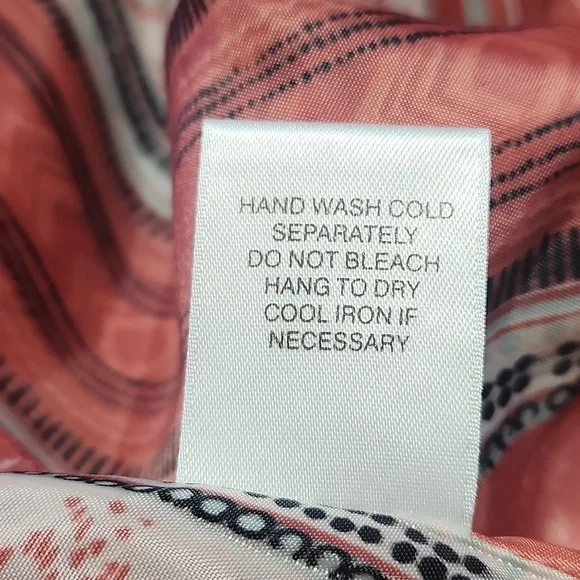 HAND WASH COLD
SEPARATELY
DO NOT BLEACH
HANG TO DRY
COOL IRON IF
NECESSARY